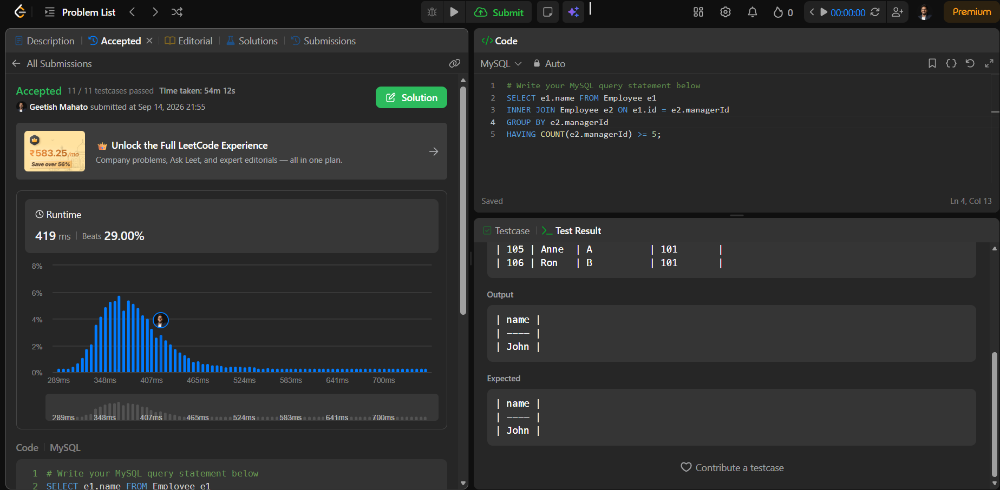 Problem List
Submit
0
00:00:00
Premium
Description
Accepted
Editorial
Solutions
Submissions
All Submissions
Accepted 11 / 11 testcases passed Time taken: 54m 12s
Geetish Mahato submitted at Sep 14, 2026 21:55
Solution
₹583.25/mo
Save over 56%
Unlock the Full LeetCode Experience
Company problems, Ask Leet, and expert editorials — all in one plan.
Runtime
419 ms Beats 29.00%
8%
6%
4%
2%
0%
289ms 348ms 407ms 465ms 524ms 583ms 641ms 700ms
289ms 348ms 407ms 465ms 524ms 583ms 641ms 700ms
Code MySQL
1 # Write your MySQL query statement below
2 SELECT e1.name FROM Employee e1
</> Code
MySQL Auto
1 # Write your MySQL query statement below
2 SELECT e1.name FROM Employee e1
3 INNER JOIN Employee e2 ON e1.id = e2.managerId
4 GROUP BY e2.managerId
5 HAVING COUNT(e2.managerId) >= 5;
Saved Ln 4, Col 13
Testcase >_ Test Result
| 105 | Anne | A | 101 |
| 106 | Ron | B | 101 |
Output
| name |
| ---- |
| John |
Expected
| name |
| ---- |
| John |
Contribute a testcase